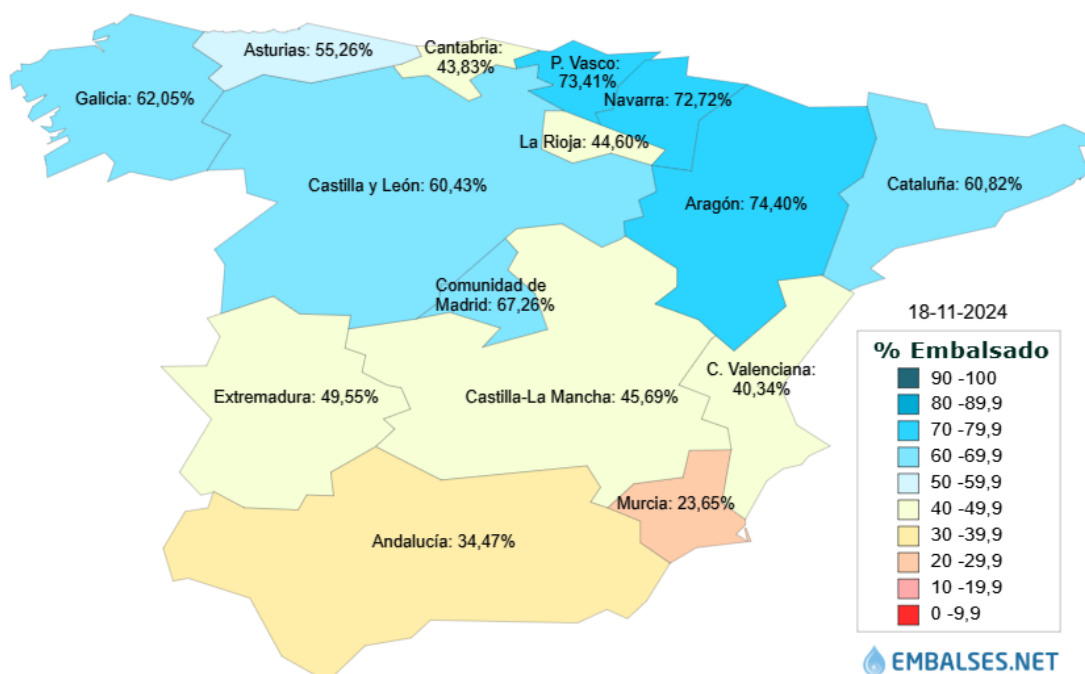 Asturias: 55,26%
Cantabria:
43,83%
P. Vasco:
73,41%
Galicia: 62,05%
Navarra: 72,72%
La Rioja: 44,60%
Castilla y León: 60,43%
Aragón: 74,40%
Cataluña: 60,82%
Comunidad de
Madrid: 67,26%
18-11-2024
% Embalsado
90 -100
80 -89,9
70 -79,9
60 -69,9
50 -59,9
40 -49,9
30 -39,9
20 -29,9
10 -19,9
0 -9,9
C. Valenciana:
40,34%
Extremadura: 49,55%
Castilla-La Mancha: 45,69%
Murcia: 23,65%
Andalucía: 34,47%
EMBALSES.NET